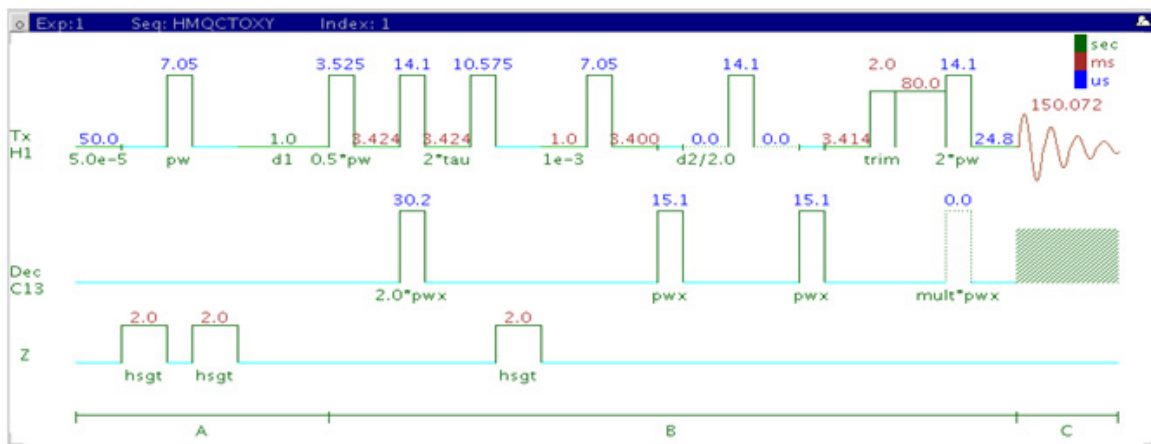 Exp:1 Seq: HMQCTOXY Index: 1
sec
ms
us
7.05 3.525 14.1 10.575 7.05 14.1 2.0 80.0 14.1 150.072
Tx
H1
50.0 1.0 3.424 3.424 1.0 3.400 0.0 0.0 3.414 24.8
5.0e-5 pw d1 0.5*pw 2*tau 1e-3 d2/2.0 trim 2*pw
30.2 15.1 15.1 0.0
Dec
C13
2.0*pwx pwx pwx mult*pwx
2.0 2.0 2.0
Z
hsgt hsgt hsgt
A B C